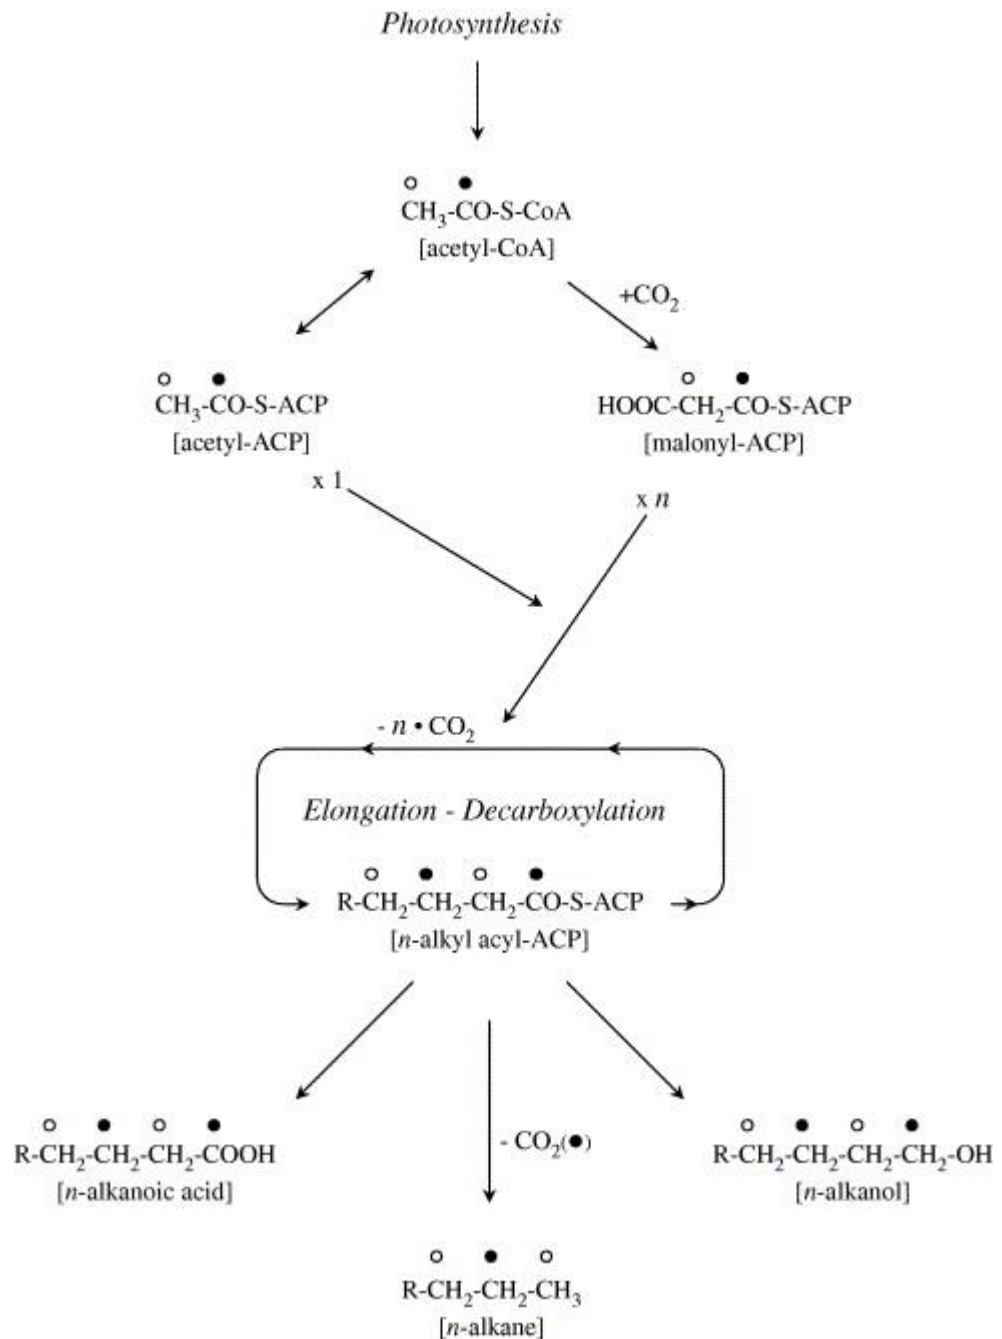 Photosynthesis
CH₃-CO-S-CoA
[acetyl-CoA]
+CO₂
CH₃-CO-S-ACP
[acetyl-ACP]
HOOC-CH₂-CO-S-ACP
[malonyl-ACP]
x 1
x n
- n • CO₂
Elongation - Decarboxylation
R-CH₂-CH₂-CH₂-CO-S-ACP
[n-alkyl acyl-ACP]
R-CH₂-CH₂-CH₂-COOH
[n-alkanoic acid]
- CO₂(●)
R-CH₂-CH₂-CH₂-CH₂-OH
[n-alkanol]
R-CH₂-CH₂-CH₃
[n-alkane]